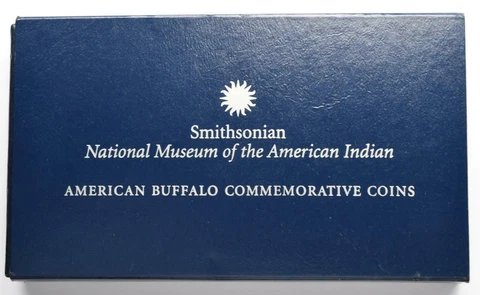 Smithsonian
National Museum of the American Indian
AMERICAN BUFFALO COMMEMORATIVE COINS